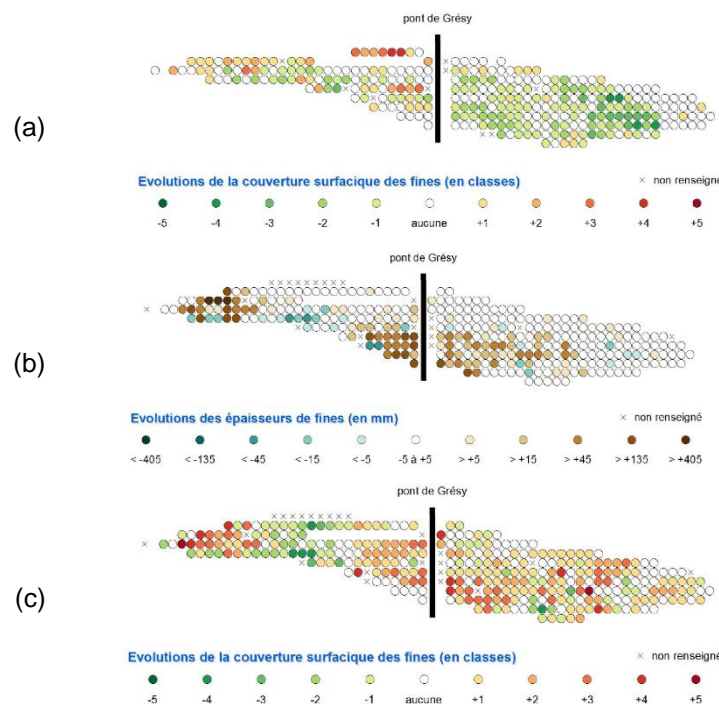 pont de Grésy
(a)
Evolutions de la couverture surfacique des fines (en classes)
× non renseigné
-5 -4 -3 -2 -1 aucune +1 +2 +3 +4 +5
pont de Grésy
(b)
Evolutions des épaisseurs de fines (en mm)
× non renseigné
< -405 < -135 < -45 < -15 < -5 -5 à +5 > +5 > +15 > +45 > +135 > +405
pont de Grésy
(c)
Evolutions de la couverture surfacique des fines (en classes)
× non renseigné
-5 -4 -3 -2 -1 aucune +1 +2 +3 +4 +5